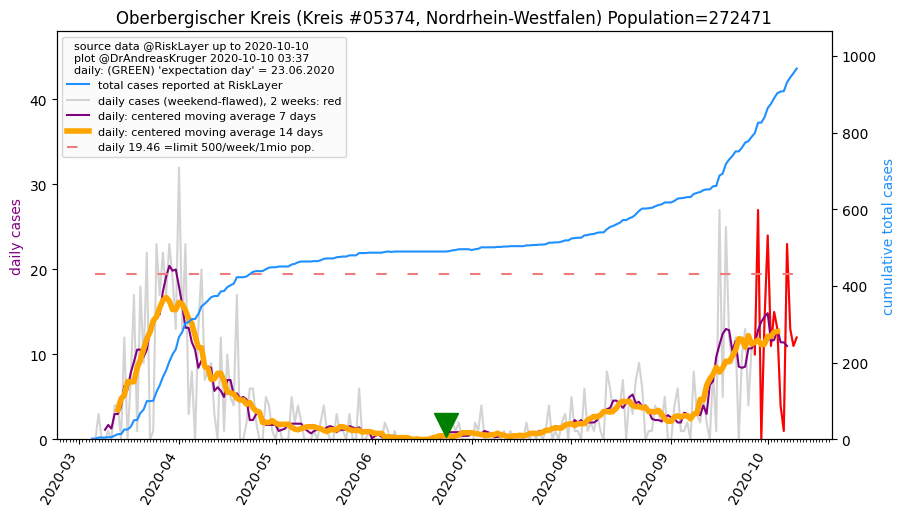 Oberbergischer Kreis (Kreis #05374, Nordrhein-Westfalen) Population=272471
source data @RiskLayer up to 2020-10-10
plot @DrAndreasKruger 2020-10-10 03:37
daily: (GREEN) 'expectation day' = 23.06.2020
total cases reported at RiskLayer
daily cases (weekend-flawed), 2 weeks: red
daily: centered moving average 7 days
daily: centered moving average 14 days
daily 19.46 =limit 500/week/1mio pop.
daily cases
40
30
20
10
0
cumulative total cases
1000
800
600
400
200
0
2020-03
2020-04
2020-05
2020-06
2020-07
2020-08
2020-09
2020-10